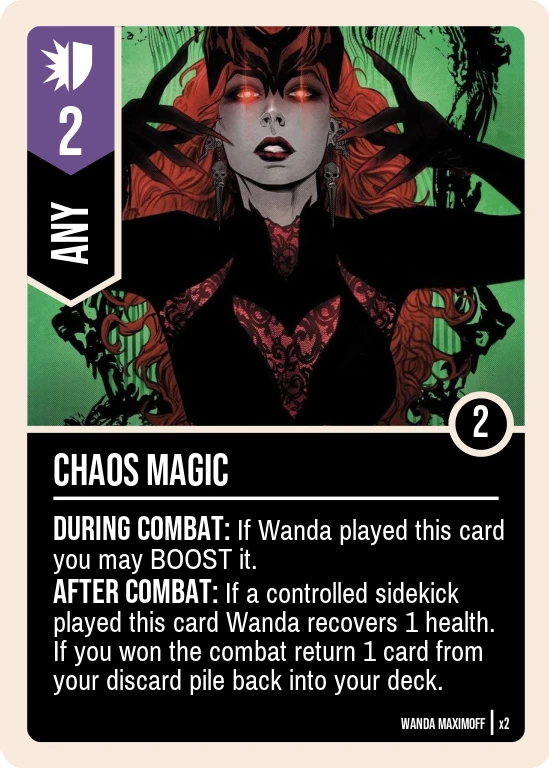 2
ANY
2
CHAOS MAGIC
DURING COMBAT: If Wanda played this card
you may BOOST it.
AFTER COMBAT: If a controlled sidekick
played this card Wanda recovers 1 health.
If you won the combat return 1 card from
your discard pile back into your deck.
WANDA MAXIMOFF x2